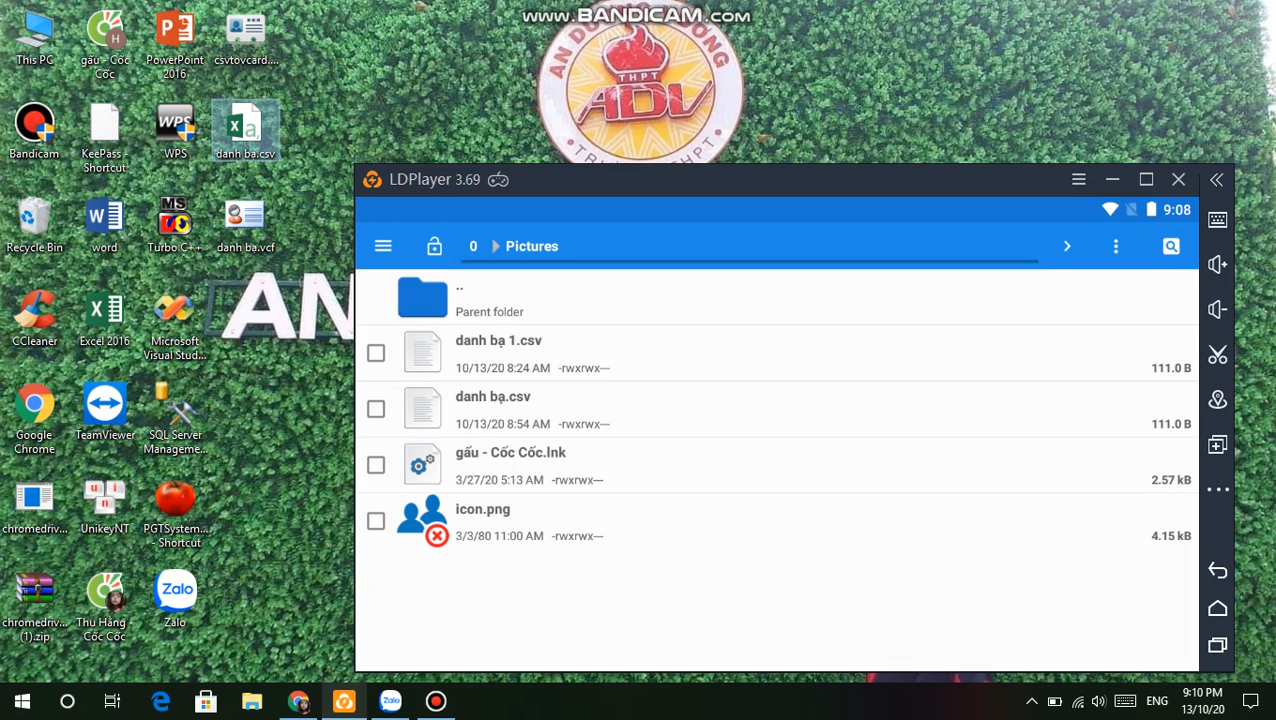 www.BANDICAM.com
This PC
gấu - Cốc Cốc
PowerPoint 2016
csvtovcard....
Bandicam
KeePass - Shortcut
WPS
danh bạ.csv
Recycle Bin
word
Turbo C++
danh bạ.vcf
CCleaner
Excel 2016
Microsoft Visual Stud...
Google Chrome
TeamViewer
SQL Server Manageme...
chromedriv...
UnikeyNT
PGTSystem... - Shortcut
chromedriv... (1).zip
Thu Hằng - Cốc Cốc
Zalo
AN DƯƠNG
THPT
ADV
THPT
AN
LDPlayer 3.69
9:08
0 Pictures
..
Parent folder
danh bạ 1.csv
10/13/20 8:24 AM -rwxrwx---
111.0 B
danh bạ.csv
10/13/20 8:54 AM -rwxrwx---
111.0 B
gấu - Cốc Cốc.lnk
3/27/20 5:13 AM -rwxrwx---
2.57 kB
icon.png
3/3/80 11:00 AM -rwxrwx---
4.15 kB
ENG
9:10 PM
13/10/20